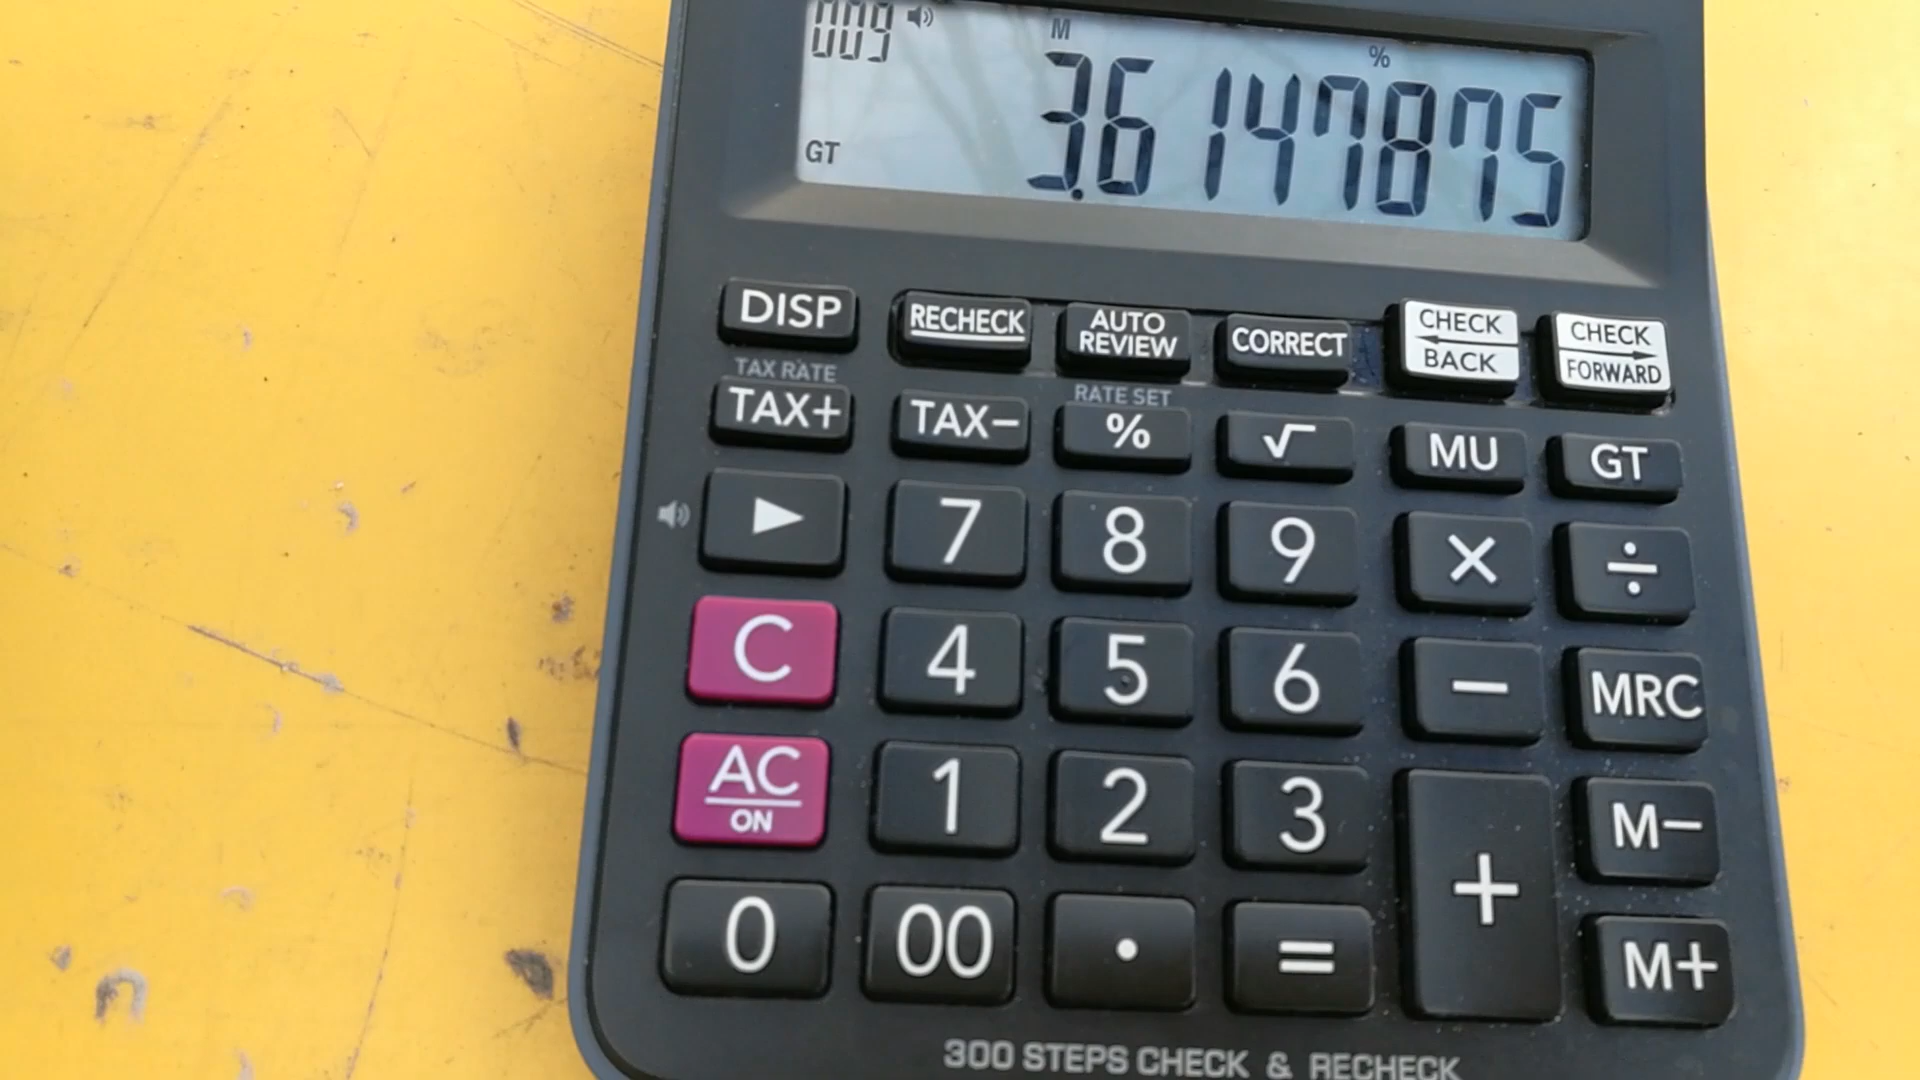 009 M %
GT 3.6147875
DISP RECHECK AUTO REVIEW CORRECT CHECK BACK CHECK FORWARD
TAX RATE RATE SET
TAX+ TAX− % √ MU GT
▶ 7 8 9 × ÷
C 4 5 6 − MRC
AC ON 1 2 3 + M−
0 00 . = M+
300 STEPS CHECK & RECHECK